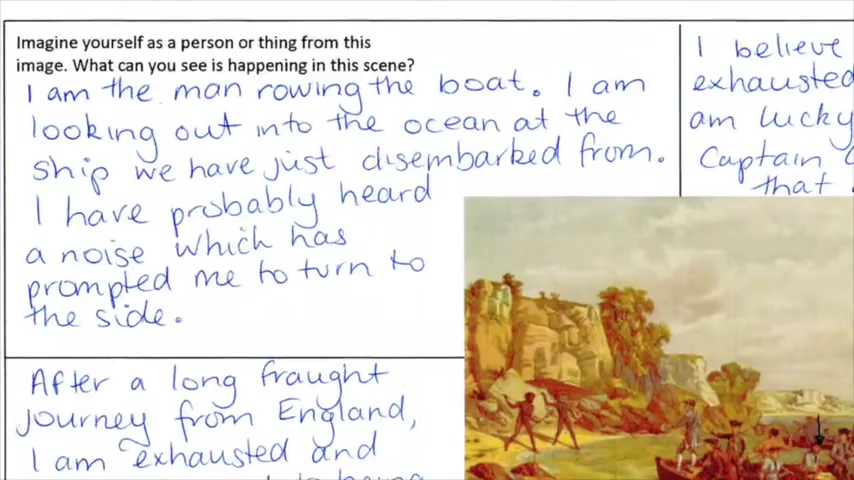 Imagine yourself as a person or thing from this
image. What can you see is happening in this scene?
I am the man rowing the boat. I am
looking out into the ocean at the
ship we have just disembarked from.
I have probably heard
a noise which has
prompted me to turn to
the side.
I believe
exhausted
am lucky
Captain
that
After a long fraught
journey from England,
I am exhausted and